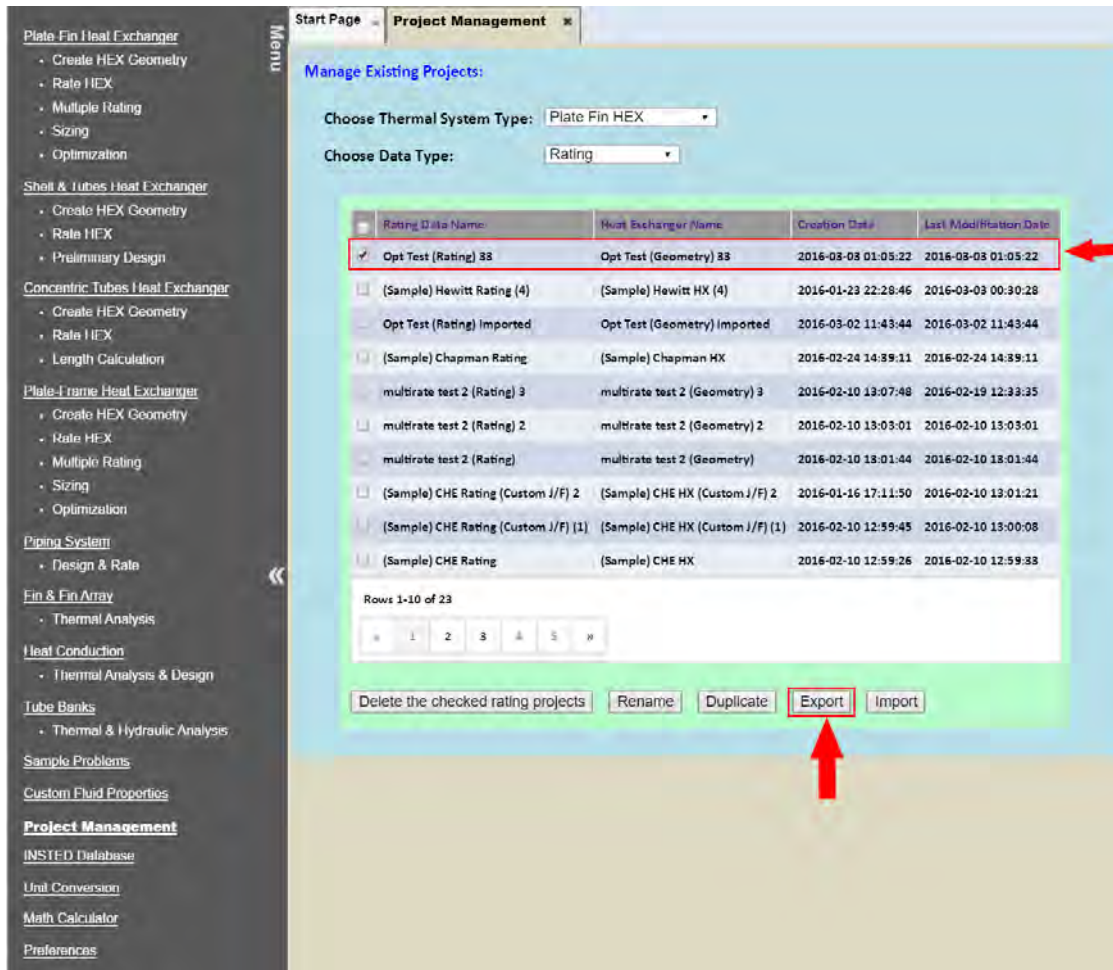 Plate-Fin Heat Exchanger
• Create HEX Geometry
• Rate HEX
• Multiple Rating
• Sizing
• Optimization
Shell & Tubes Heat Exchanger
• Create HEX Geometry
• Rate HEX
• Preliminary Design
Concentric Tubes Heat Exchanger
• Create HEX Geometry
• Rate HEX
• Length Calculation
Plate-Frame Heat Exchanger
• Create HEX Geometry
• Rate HEX
• Multiple Rating
• Sizing
• Optimization
Piping System
• Design & Rate
Fin & Fin Array
• Thermal Analysis
Heat Conduction
• Thermal Analysis & Design
Tube Banks
• Thermal & Hydraulic Analysis
Sample Problems
Custom Fluid Properties
Project Management
INSTED Database
Unit Conversion
Math Calculator
Preferences
Menu
«
Start Page Project Management ×
Manage Existing Projects:
Choose Thermal System Type: Plate Fin HEX
Choose Data Type: Rating
Rating Data Name Heat Exchanger Name Creation Date Last Modification Date
Opt Test (Rating) 33 Opt Test (Geometry) 33 2016-03-03 01:05:22 2016-03-03 01:05:22
(Sample) Hewitt Rating (4) (Sample) Hewitt HX (4) 2016-01-23 22:28:46 2016-03-03 00:30:28
Opt Test (Rating) Imported Opt Test (Geometry) Imported 2016-03-02 11:43:44 2016-03-02 11:43:44
(Sample) Chapman Rating (Sample) Chapman HX 2016-02-24 14:39:11 2016-02-24 14:39:11
multirate test 2 (Rating) 3 multirate test 2 (Geometry) 3 2016-02-10 13:07:48 2016-02-19 12:33:35
multirate test 2 (Rating) 2 multirate test 2 (Geometry) 2 2016-02-10 13:03:01 2016-02-10 13:03:01
multirate test 2 (Rating) multirate test 2 (Geometry) 2016-02-10 13:01:44 2016-02-10 13:01:44
(Sample) CHE Rating (Custom J/F) 2 (Sample) CHE HX (Custom J/F) 2 2016-01-16 17:11:50 2016-02-10 13:01:21
(Sample) CHE Rating (Custom J/F) (1) (Sample) CHE HX (Custom J/F) (1) 2016-02-10 12:59:45 2016-02-10 13:00:08
(Sample) CHE Rating (Sample) CHE HX 2016-02-10 12:59:26 2016-02-10 12:59:33
Rows 1-10 of 23
« 1 2 3 4 5 »
Delete the checked rating projects Rename Duplicate Export Import